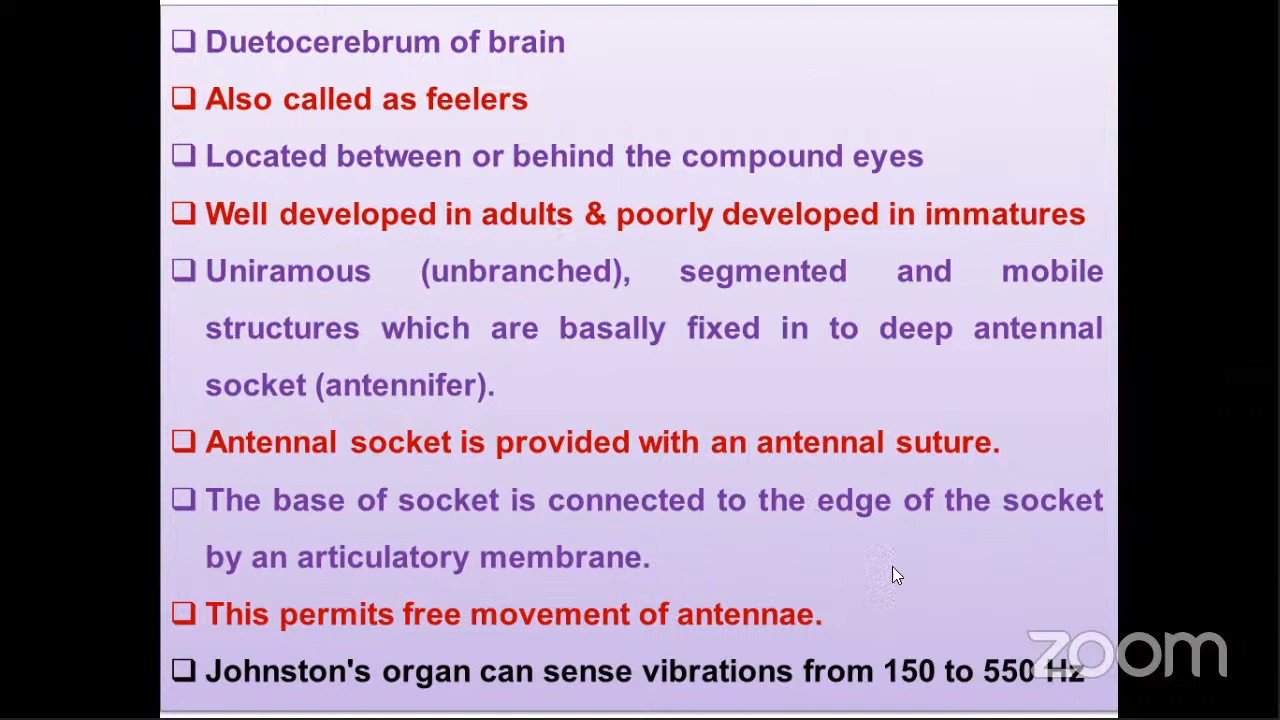 ❑ Duetocerebrum of brain
❑ Also called as feelers
❑ Located between or behind the compound eyes
❑ Well developed in adults & poorly developed in immatures
❑ Uniramous (unbranched), segmented and mobile
structures which are basally fixed in to deep antennal
socket (antennifer).
❑ Antennal socket is provided with an antennal suture.
❑ The base of socket is connected to the edge of the socket
by an articulatory membrane.
❑ This permits free movement of antennae.
❑ Johnston's organ can sense vibrations from 150 to 550 Hz
zoom